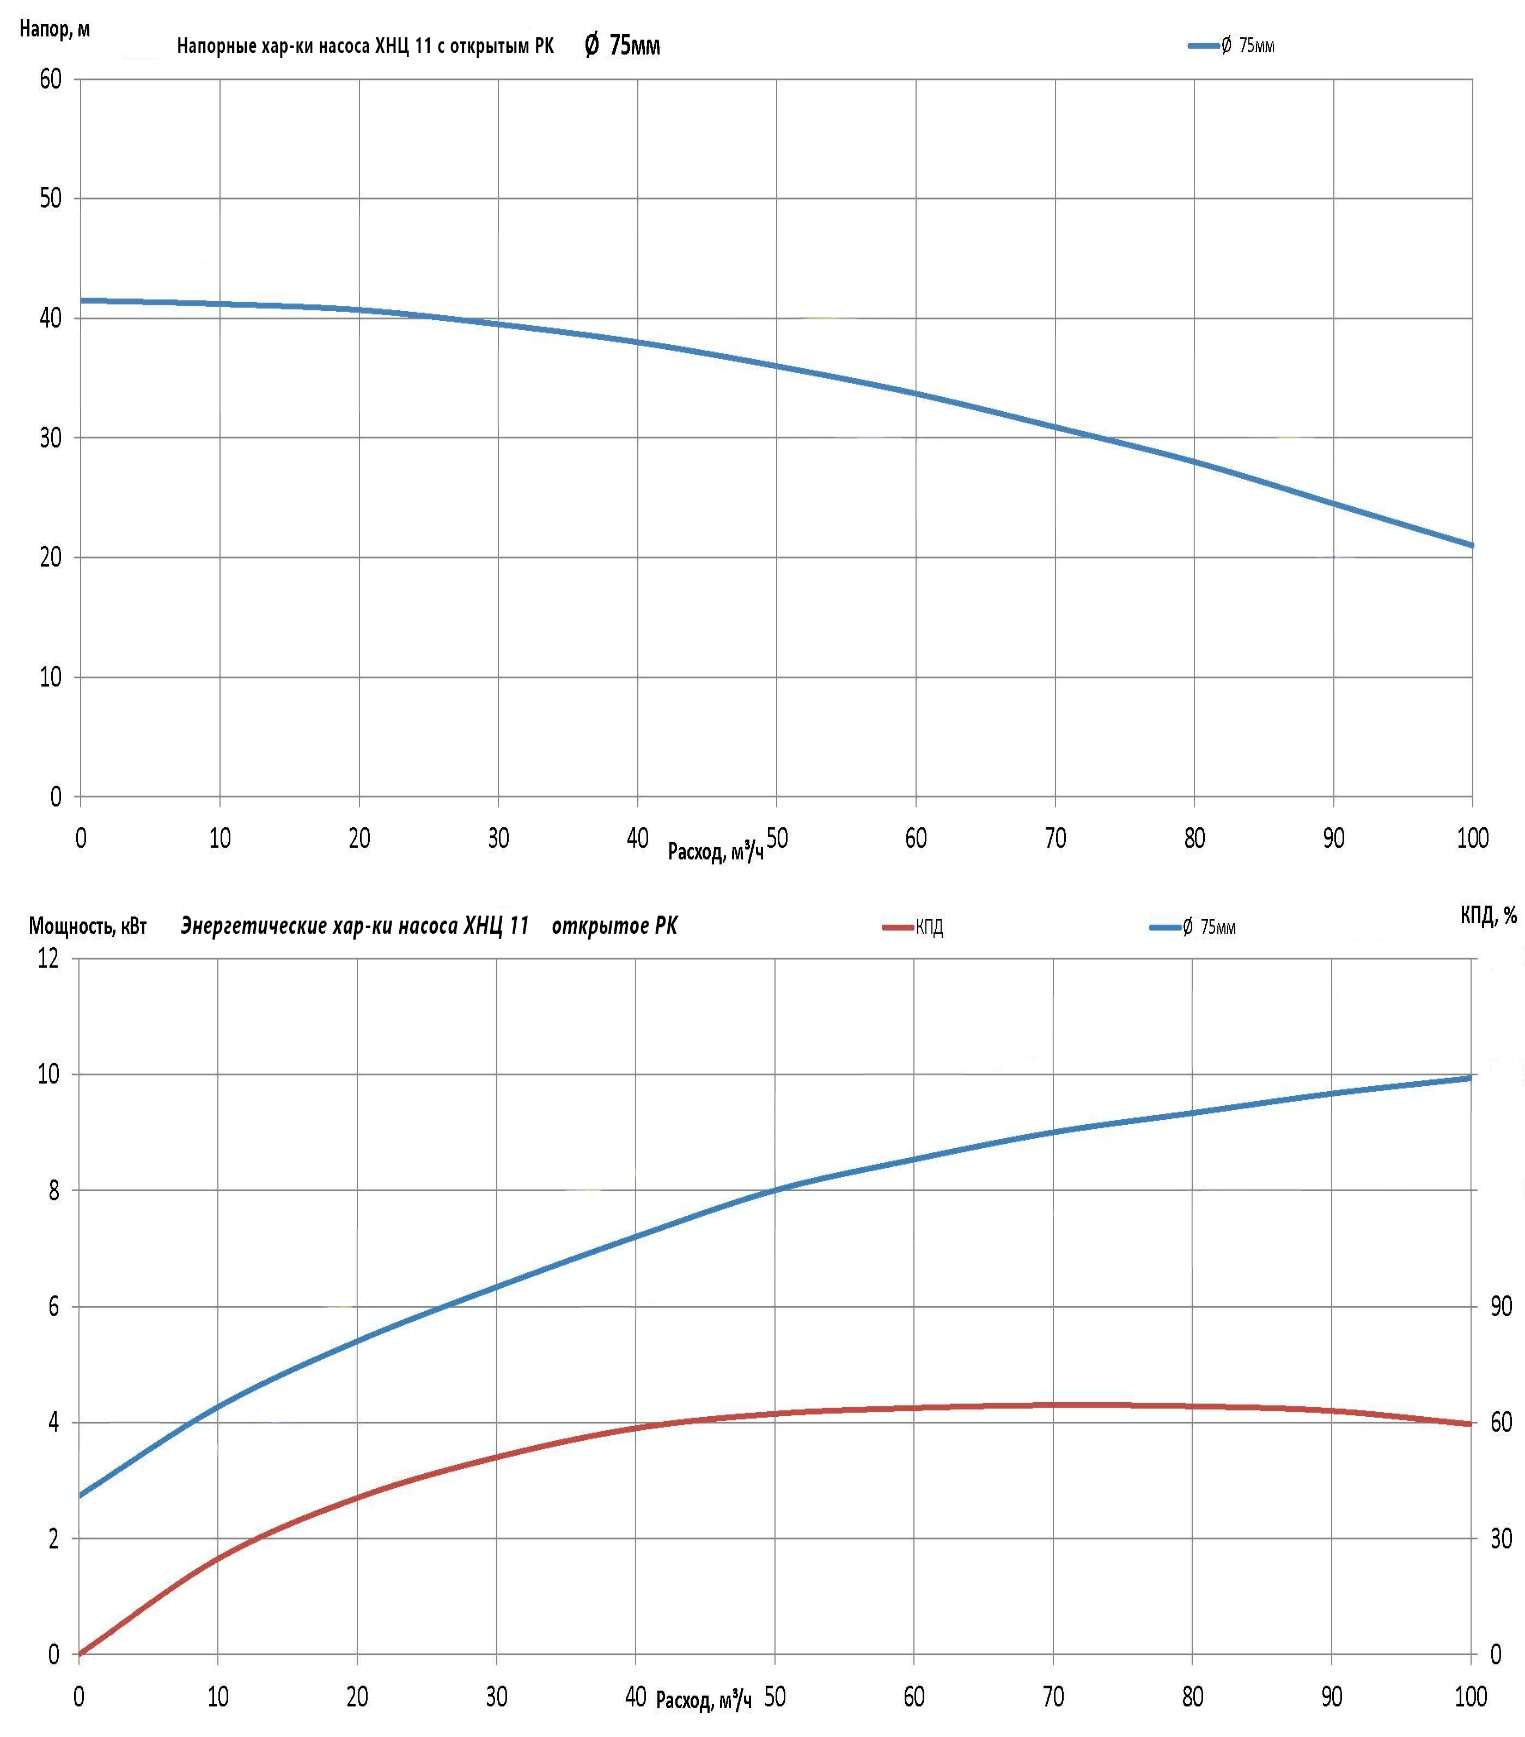 Напор, м
Напорные хар-ки насоса ХНЦ 11 с открытым РК Ø 75мм
Ø 75мм
60
50
40
30
20
10
0
0 10 20 30 40 50 60 70 80 90 100
Расход, м³/ч
Мощность, кВт Энергетические хар-ки насоса ХНЦ 11 открытое РК
КПД Ø 75мм
КПД, %
12
10
8
6 90
4 60
2 30
0 0
0 10 20 30 40 50 60 70 80 90 100
Расход, м³/ч